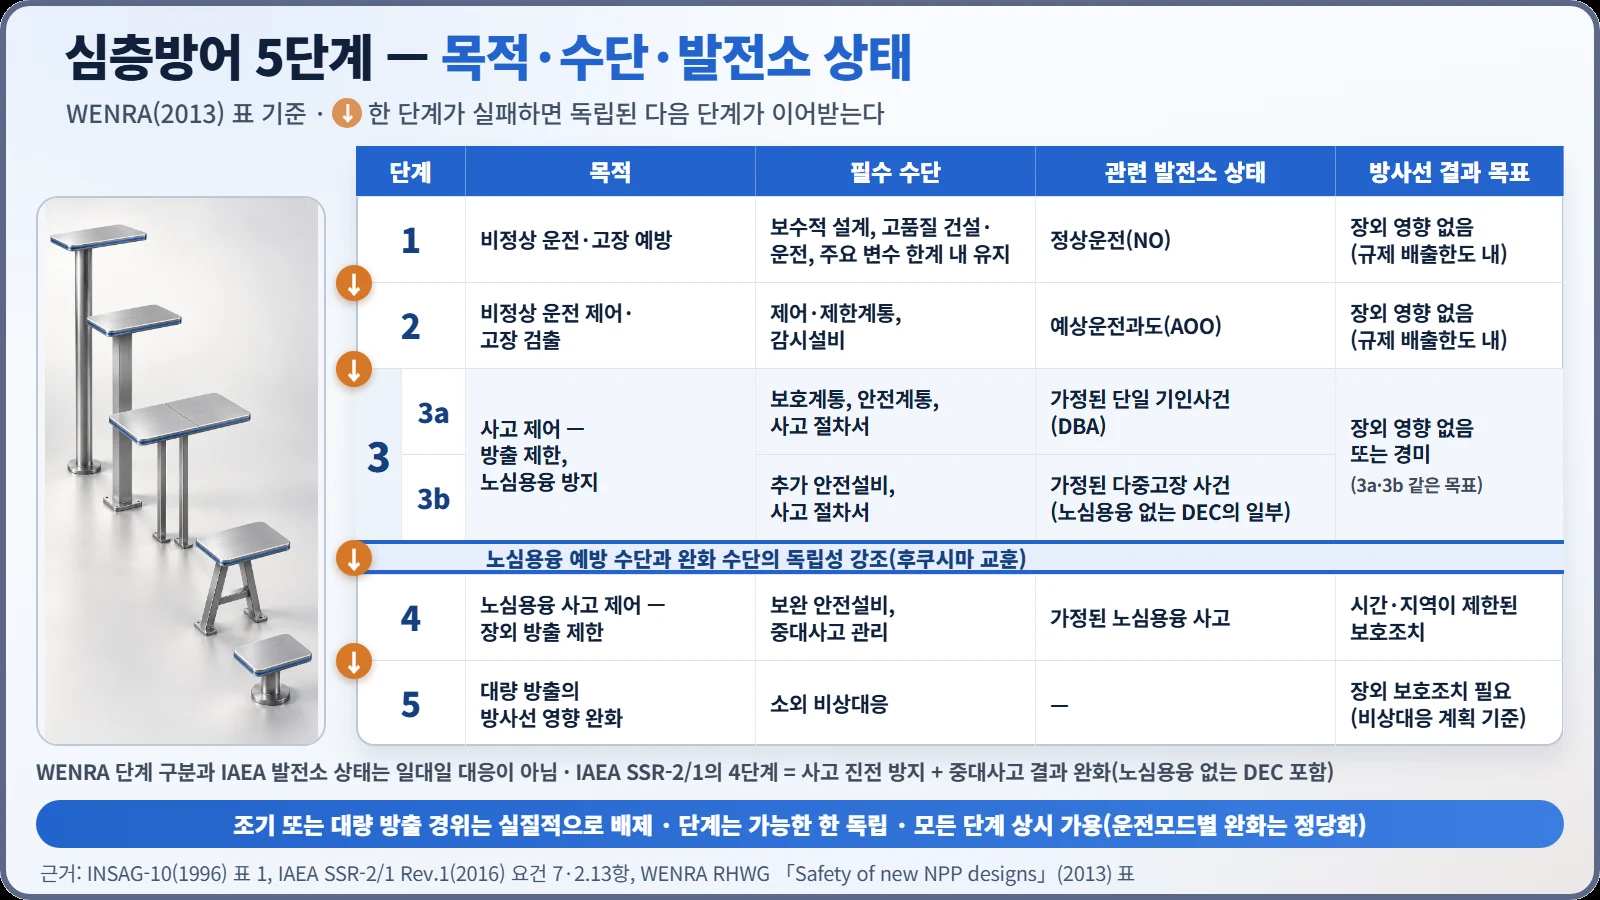 심층방어 5단계 — 목적·수단·발전소 상태
WENRA(2013) 표 기준 · ↓ 한 단계가 실패하면 독립된 다음 단계가 이어받는다
단계 목적 필수 수단 관련 발전소 상태 방사선 결과 목표
1
비정상 운전·고장 예방
보수적 설계, 고품질 건설·
운전, 주요 변수 한계 내 유지
정상운전(NO)
장외 영향 없음
(규제 배출한도 내)
↓
2
비정상 운전 제어·
고장 검출
제어·제한계통,
감시설비
예상운전과도(AOO)
장외 영향 없음
(규제 배출한도 내)
↓
3
3a
사고 제어 —
방출 제한,
노심용융 방지
보호계통, 안전계통,
사고 절차서
가정된 단일 기인사건
(DBA)
장외 영향 없음
또는 경미
(3a·3b 같은 목표)
3b
추가 안전설비,
사고 절차서
가정된 다중고장 사건
(노심용융 없는 DEC의 일부)
↓
노심용융 예방 수단과 완화 수단의 독립성 강조(후쿠시마 교훈)
4
노심용융 사고 제어 —
장외 방출 제한
보완 안전설비,
중대사고 관리
가정된 노심용융 사고
시간·지역이 제한된
보호조치
↓
5
대량 방출의
방사선 영향 완화
소외 비상대응
—
장외 보호조치 필요
(비상대응 계획 기준)
WENRA 단계 구분과 IAEA 발전소 상태는 일대일 대응이 아님 · IAEA SSR-2/1의 4단계 = 사고 진전 방지 + 중대사고 결과 완화(노심용융 없는 DEC 포함)
조기 또는 대량 방출 경위는 실질적으로 배제 · 단계는 가능한 한 독립 · 모든 단계 상시 가용(운전모드별 완화는 정당화)
근거: INSAG-10(1996) 표 1, IAEA SSR-2/1 Rev.1(2016) 요건 7·2.13항, WENRA RHWG 「Safety of new NPP designs」(2013) 표